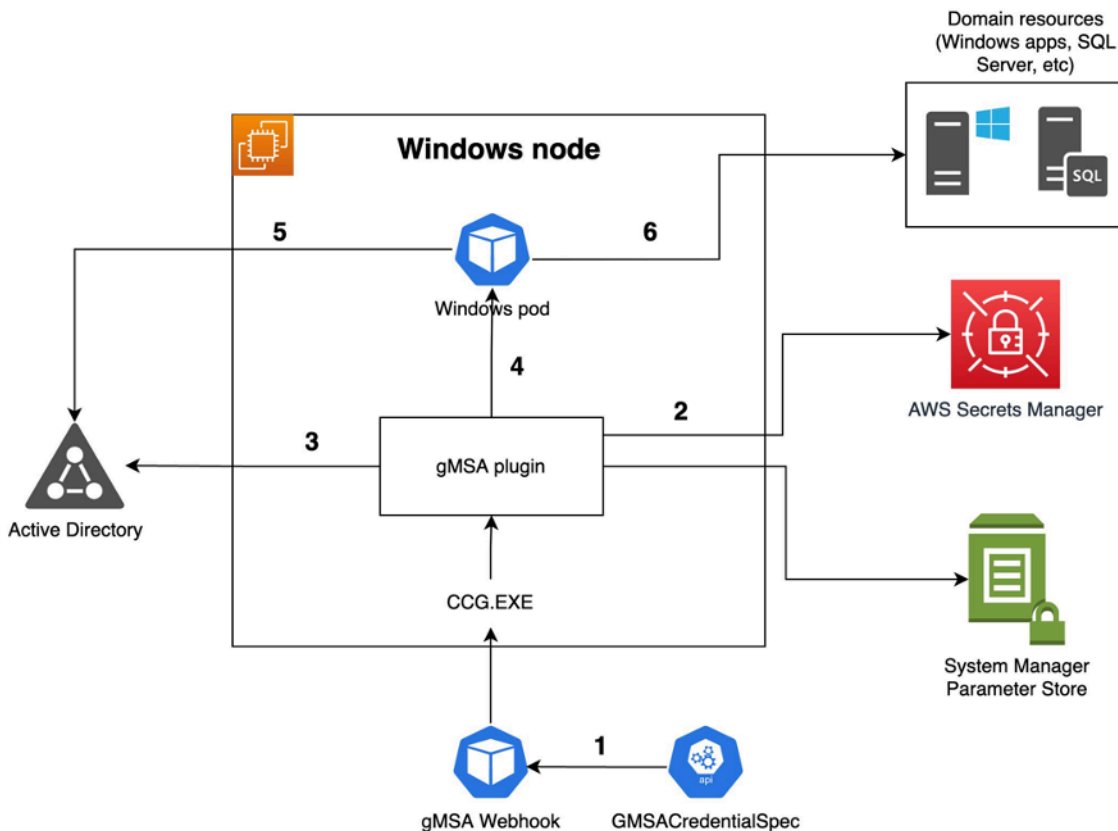 Domain resources
(Windows apps, SQL
Server, etc)
Windows node
SQL
5
6
Windows pod
4
2
AWS Secrets Manager
3
gMSA plugin
Active Directory
CCG.EXE
System Manager
Parameter Store
1
api
gMSA Webhook
GMSACredentialSpec